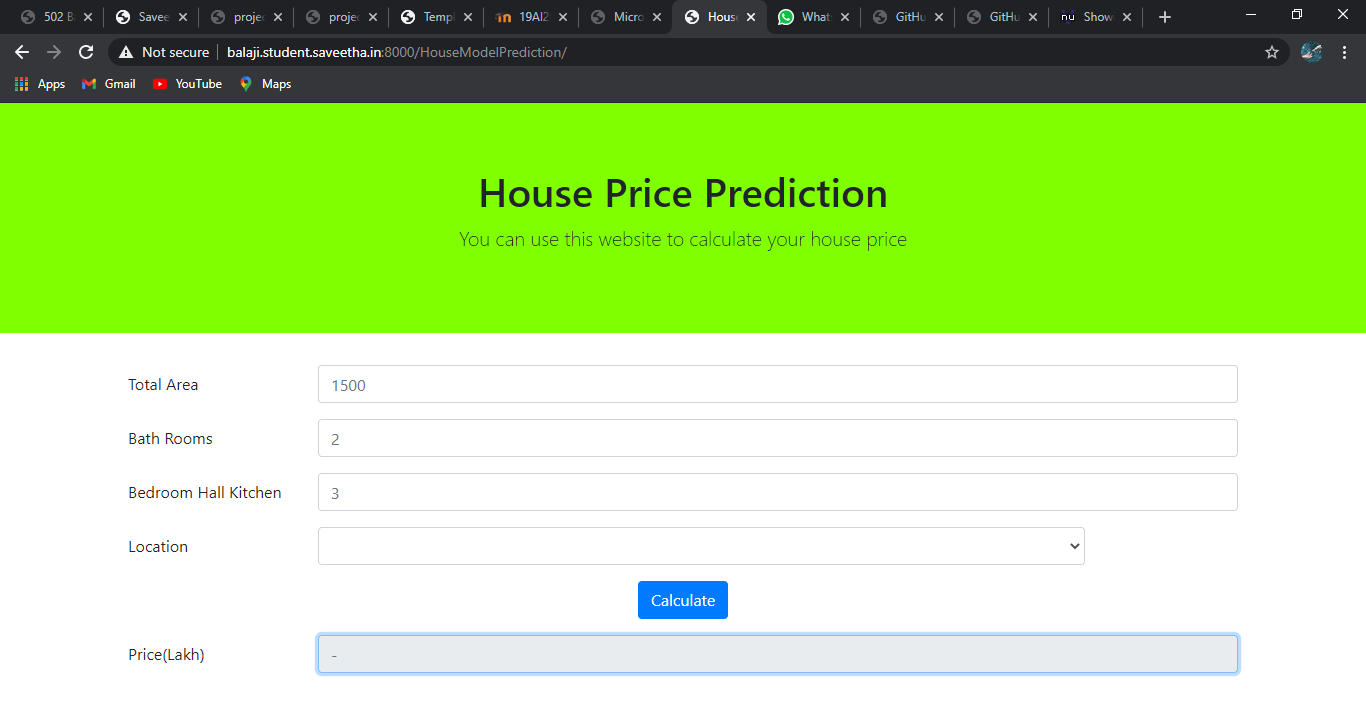 502 B
Savee
proje
proje
Templ
19AI2
Micro
House
What
GitHu
GitHu
nu Show
Not secure | balaji.student.saveetha.in:8000/HouseModelPrediction/
Apps Gmail YouTube Maps
House Price Prediction
You can use this website to calculate your house price
Total Area 1500
Bath Rooms 2
Bedroom Hall Kitchen 3
Location
Calculate
Price(Lakh) -